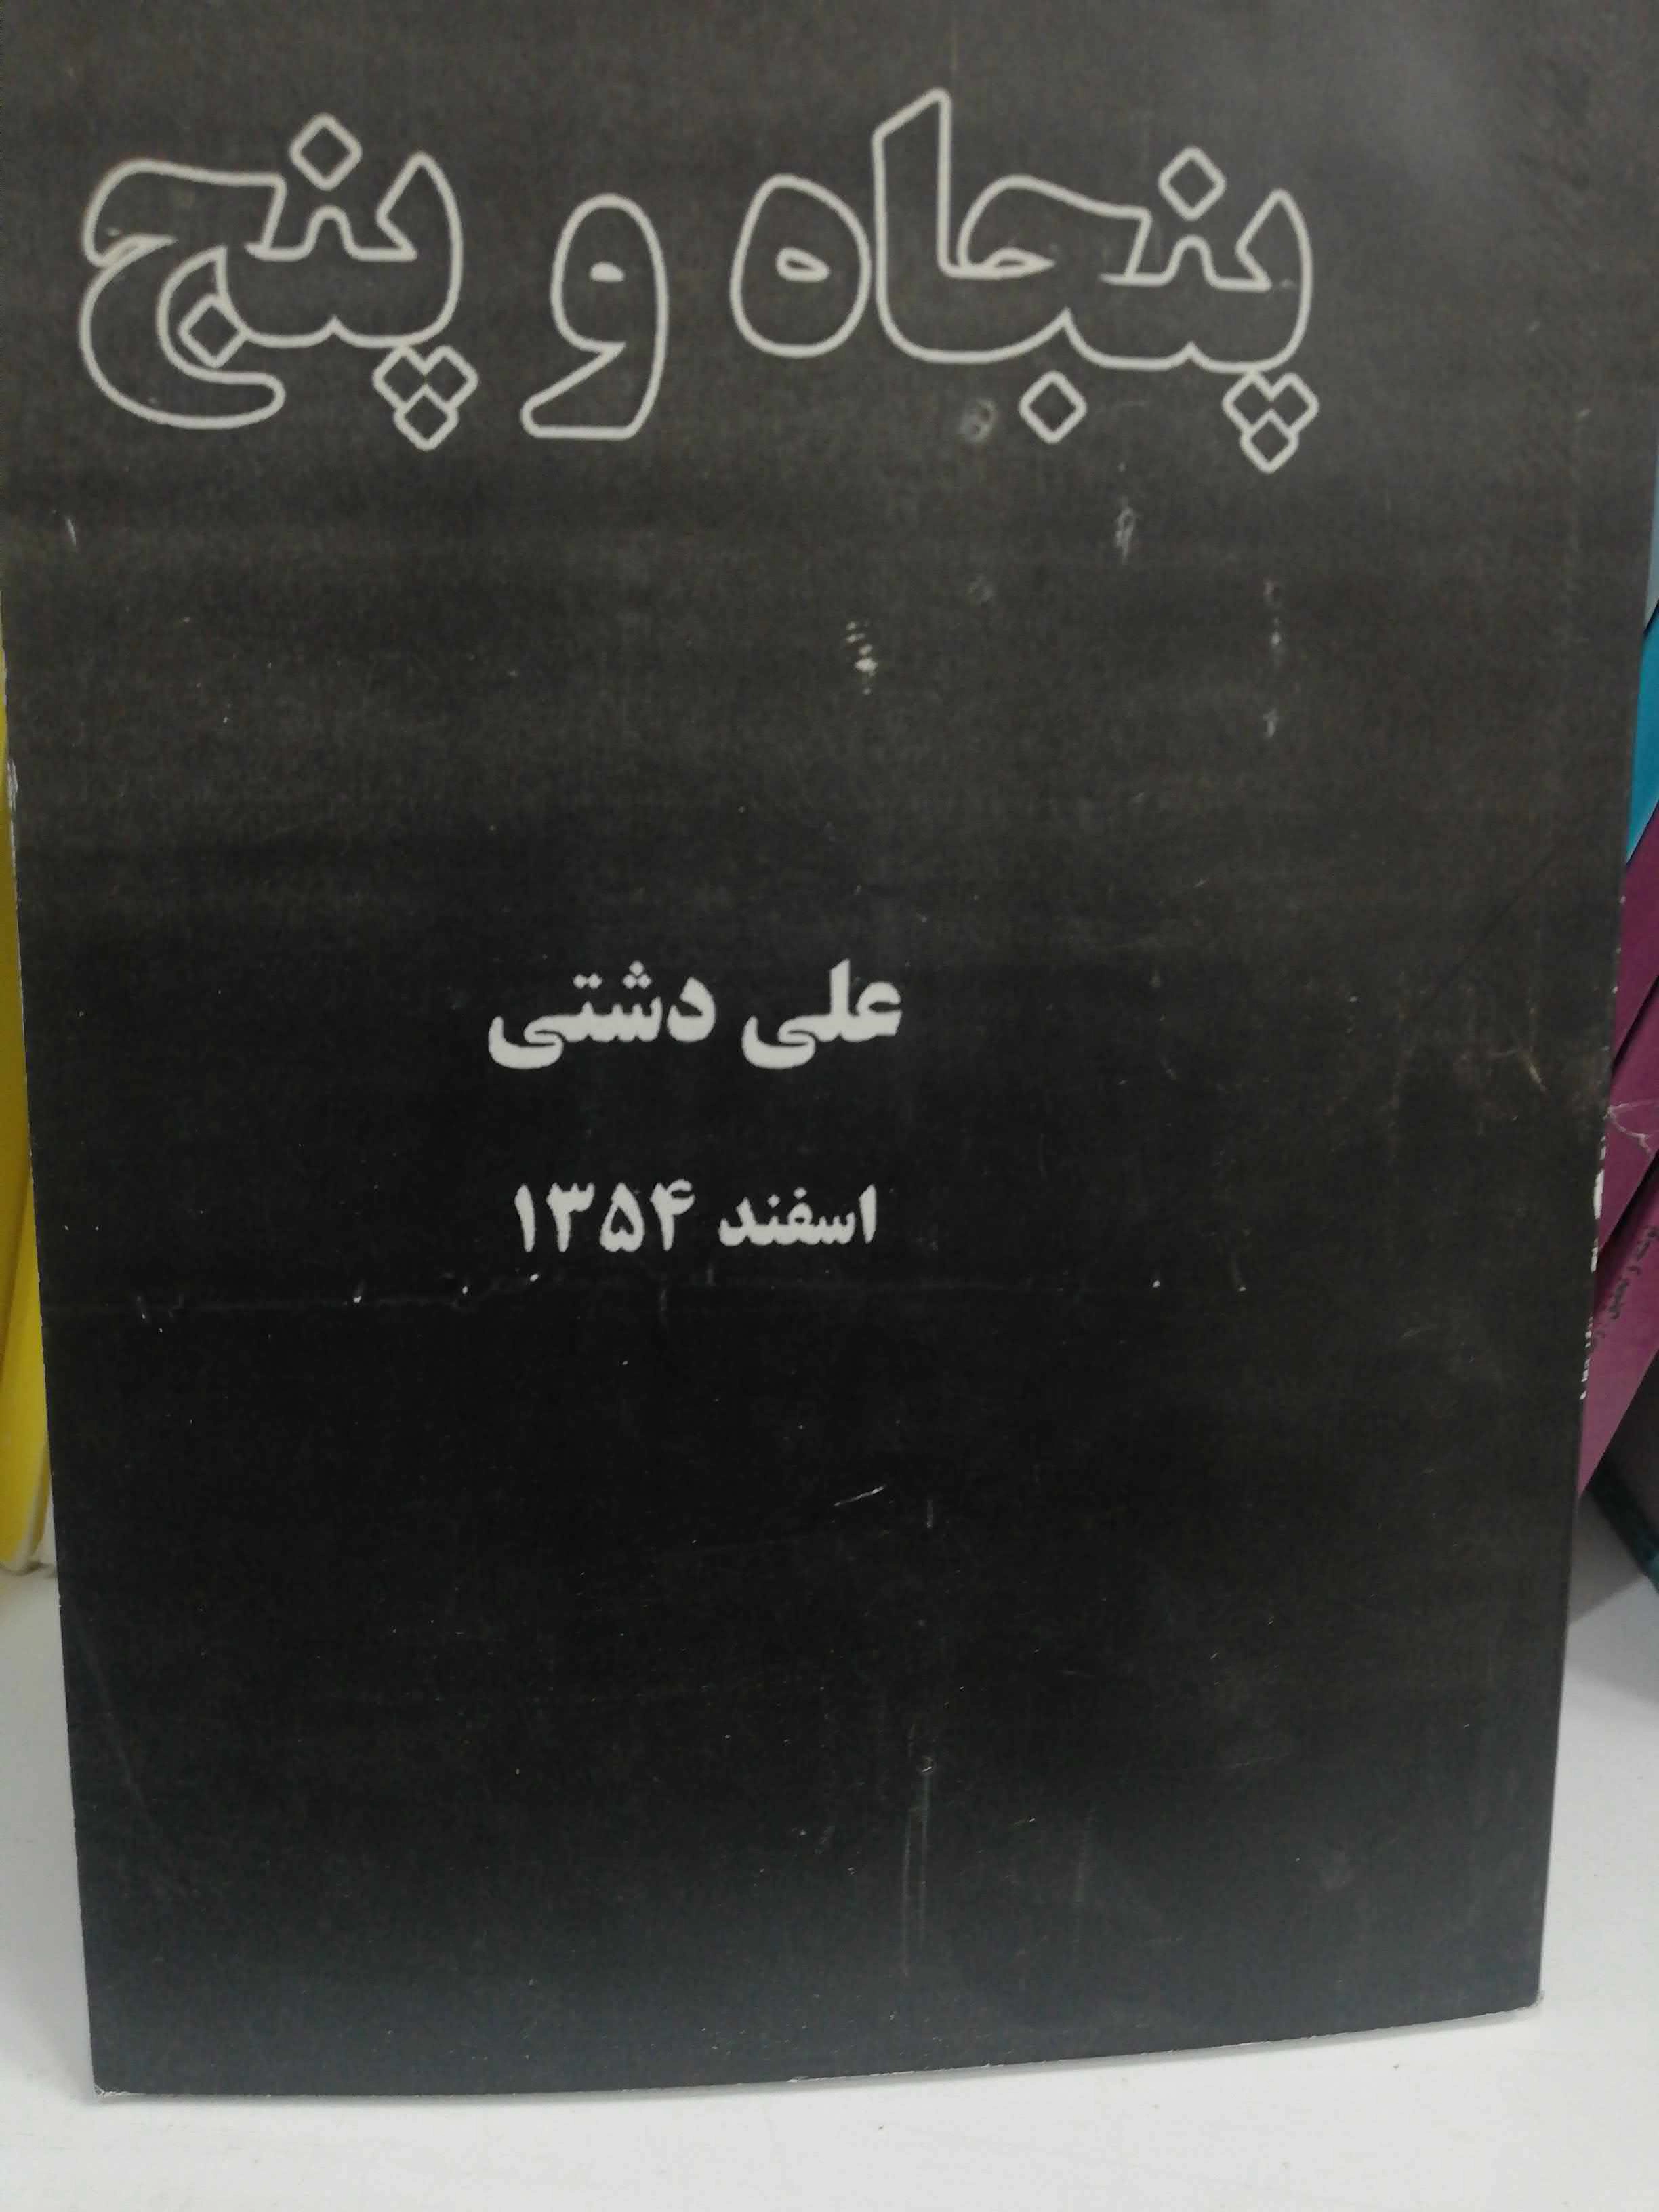 پنجاه و پنج
علی دشتی
اسفند ۱۳۵۴